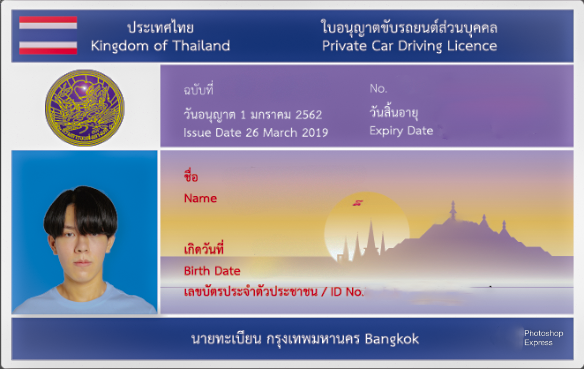 ประเทศไทย
Kingdom of Thailand
ใบอนุญาตขับรถยนต์ส่วนบุคคล
Private Car Driving Licence
ฉบับที่
No.
วันอนุญาต 1 มกราคม 2562
Issue Date 26 March 2019
วันสิ้นอายุ
Expiry Date
ชื่อ
Name
เกิดวันที่
Birth Date
เลขบัตรประจำตัวประชาชน / ID No.
นายทะเบียน กรุงเทพมหานคร Bangkok
Photoshop
Express